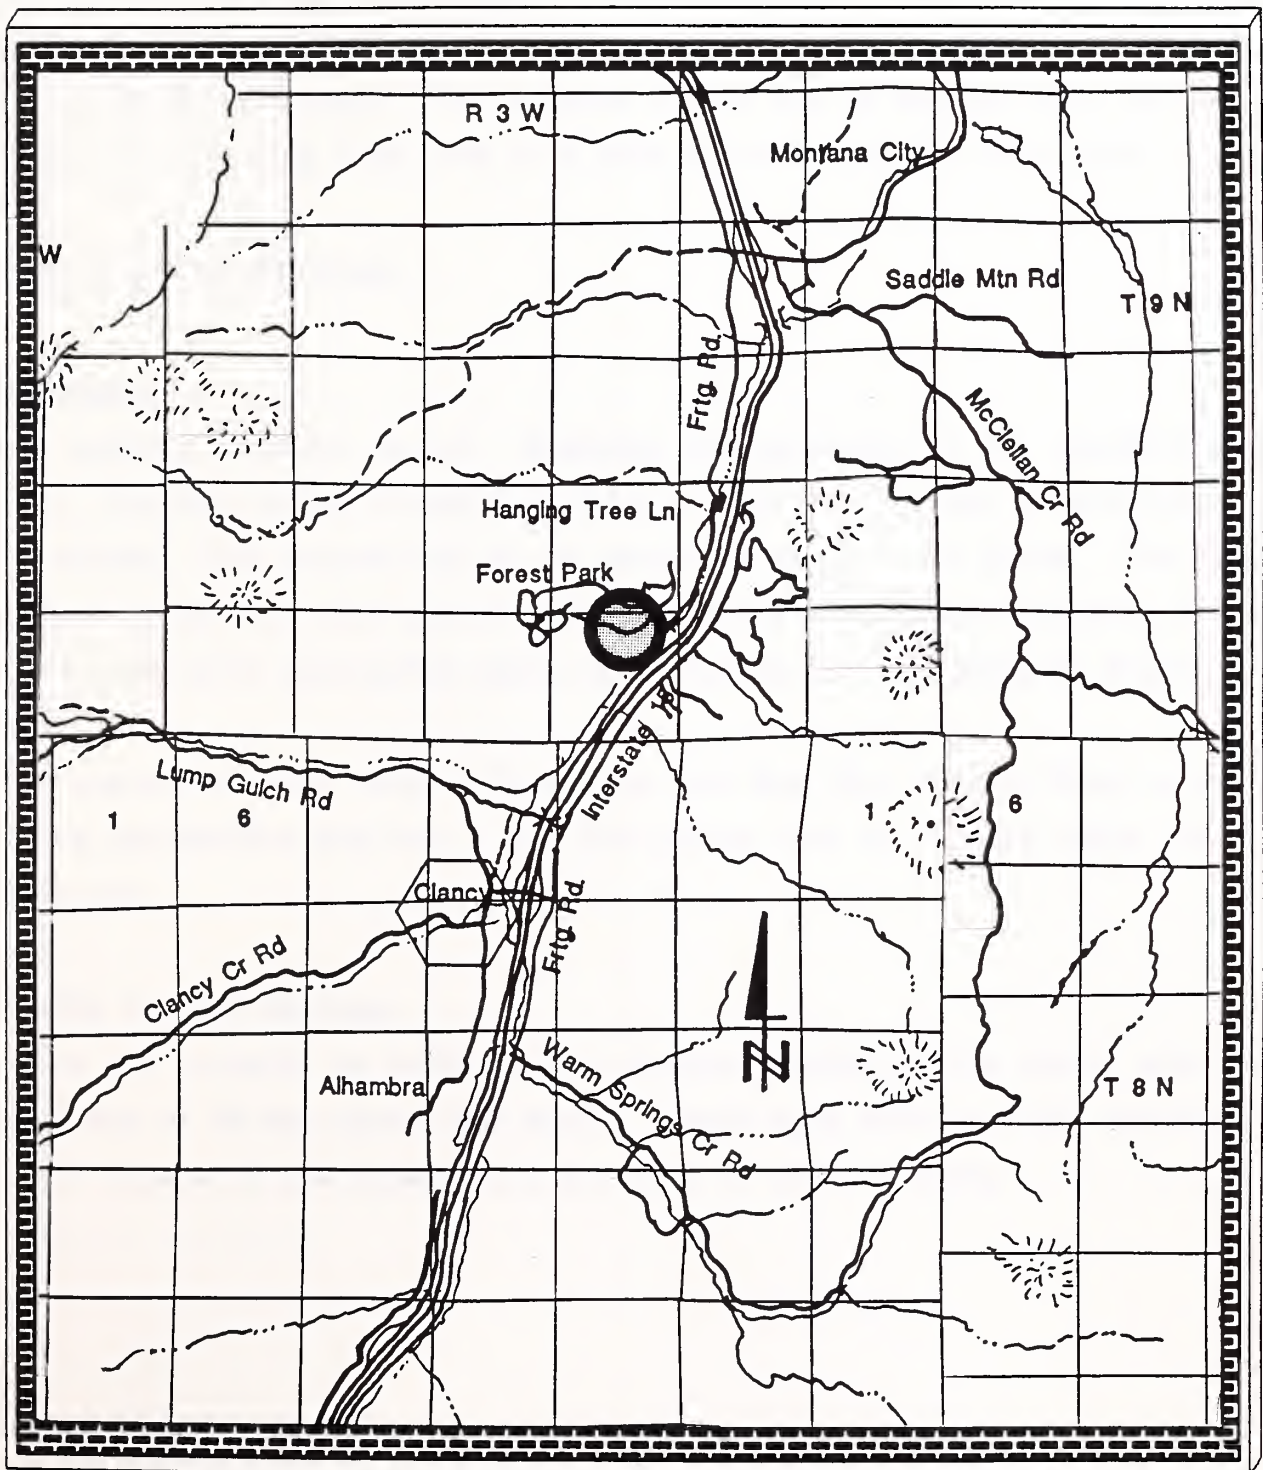 R 3 W
Montana City
W
Saddle Mtn Rd
T 9 N
Frtg. Rd.
McClellan Cr Rd
Hanging Tree Ln
Forest Park
Interstate 15
Lump Gulch Rd
1
6
1
6
Clancy
Frtg. Rd.
Clancy Cr Rd
N
Warm Springs Cr Rd
Alhambra
T 8 N